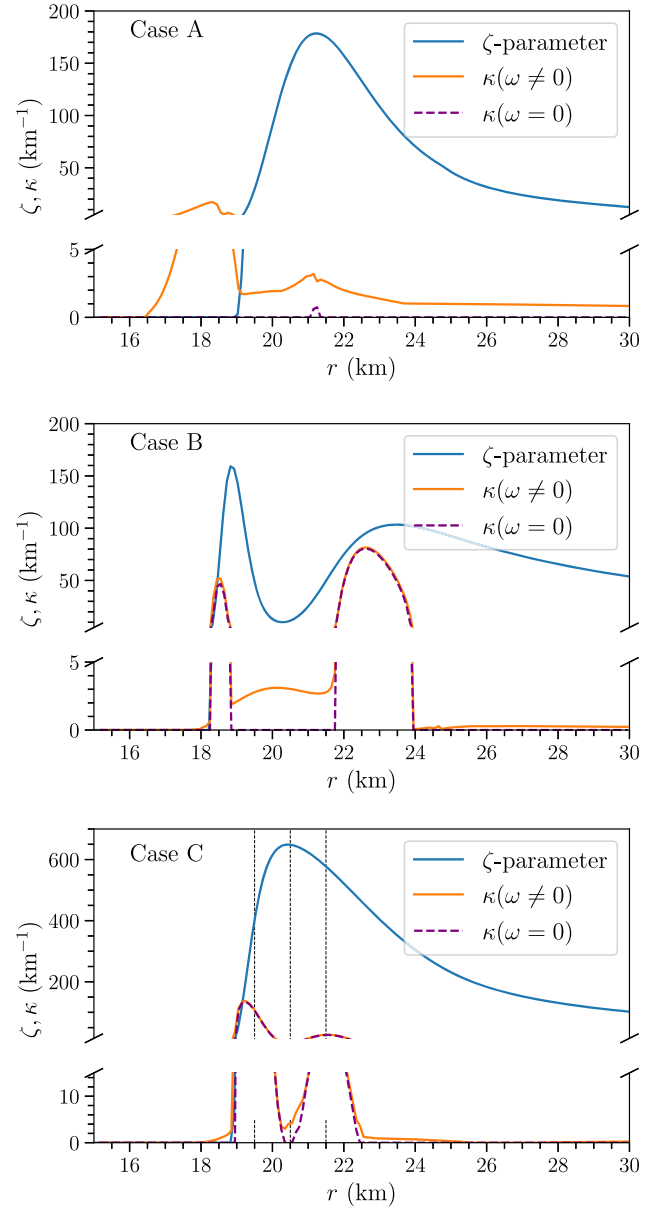 Case A
ζ-parameter
κ(ω ≠ 0)
κ(ω = 0)
200
150
100
50
5
0
ζ, κ (km⁻¹)
16 18 20 22 24 26 28 30
r (km)
Case B
ζ-parameter
κ(ω ≠ 0)
κ(ω = 0)
200
150
100
50
5
0
ζ, κ (km⁻¹)
16 18 20 22 24 26 28 30
r (km)
Case C
ζ-parameter
κ(ω ≠ 0)
κ(ω = 0)
600
400
200
10
0
ζ, κ (km⁻¹)
16 18 20 22 24 26 28 30
r (km)